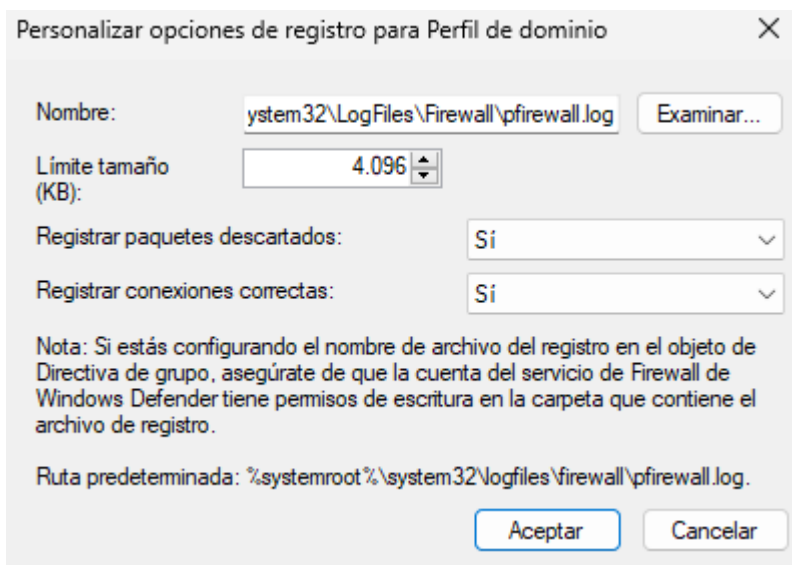 Personalizar opciones de registro para Perfil de dominio
Nombre: ystem32\LogFiles\Firewall\pfirewall.log Examinar...
Límite tamaño 4.096
(KB):
Registrar paquetes descartados: Sí
Registrar conexiones correctas: Sí
Nota: Si estás configurando el nombre de archivo del registro en el objeto de
Directiva de grupo, asegúrate de que la cuenta del servicio de Firewall de
Windows Defender tiene permisos de escritura en la carpeta que contiene el
archivo de registro.
Ruta predeterminada: %systemroot%\system32\logfiles\firewall\pfirewall.log.
Aceptar Cancelar